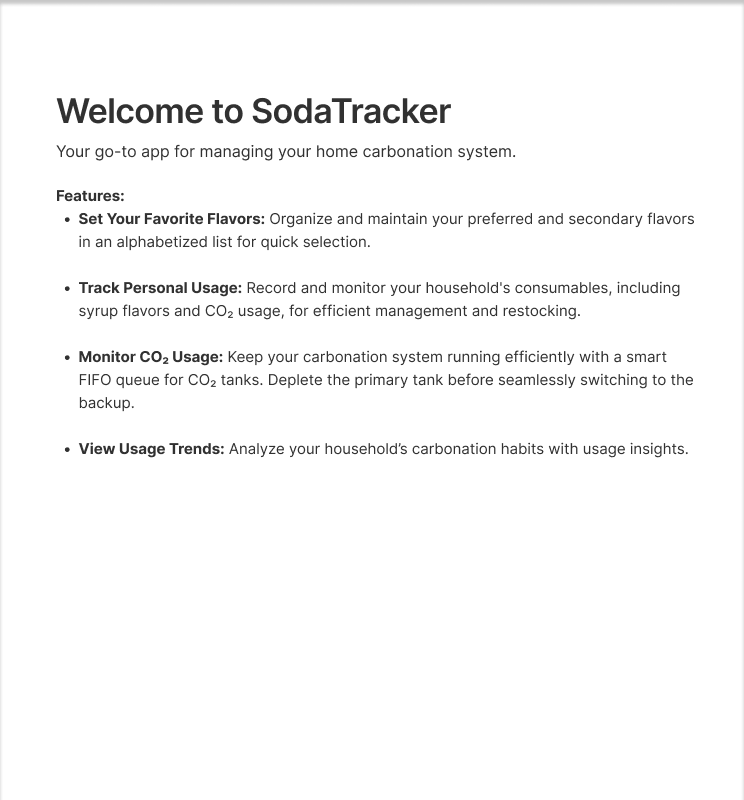 Welcome to SodaTracker
Your go-to app for managing your home carbonation system.
Features:
• Set Your Favorite Flavors: Organize and maintain your preferred and secondary flavors
in an alphabetized list for quick selection.
• Track Personal Usage: Record and monitor your household's consumables, including
syrup flavors and CO₂ usage, for efficient management and restocking.
• Monitor CO₂ Usage: Keep your carbonation system running efficiently with a smart
FIFO queue for CO₂ tanks. Deplete the primary tank before seamlessly switching to the
backup.
• View Usage Trends: Analyze your household’s carbonation habits with usage insights.